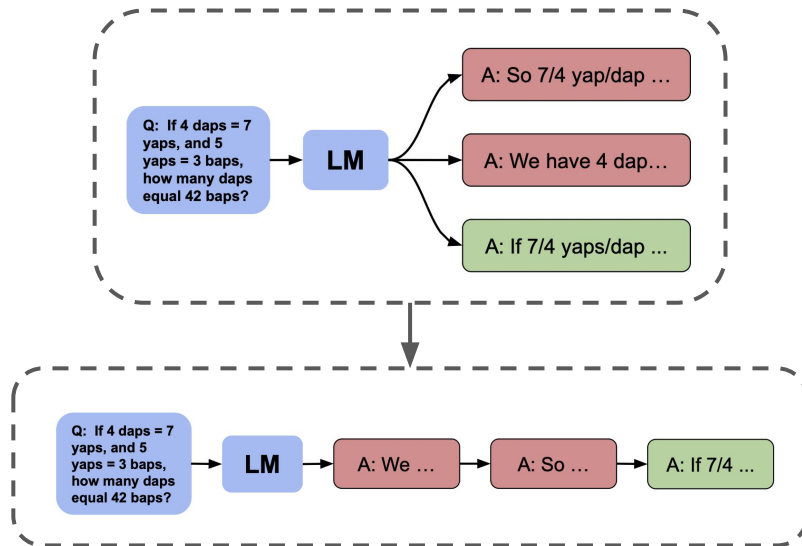 A: So 7/4 yap/dap ...
Q: If 4 daps = 7
yaps, and 5
yaps = 3 baps,
how many daps
equal 42 baps?
LM
A: We have 4 dap...
A: If 7/4 yaps/dap ...
Q: If 4 daps = 7
yaps, and 5
yaps = 3 baps,
how many daps
equal 42 baps?
LM
A: We ...
A: So ...
A: If 7/4 ...